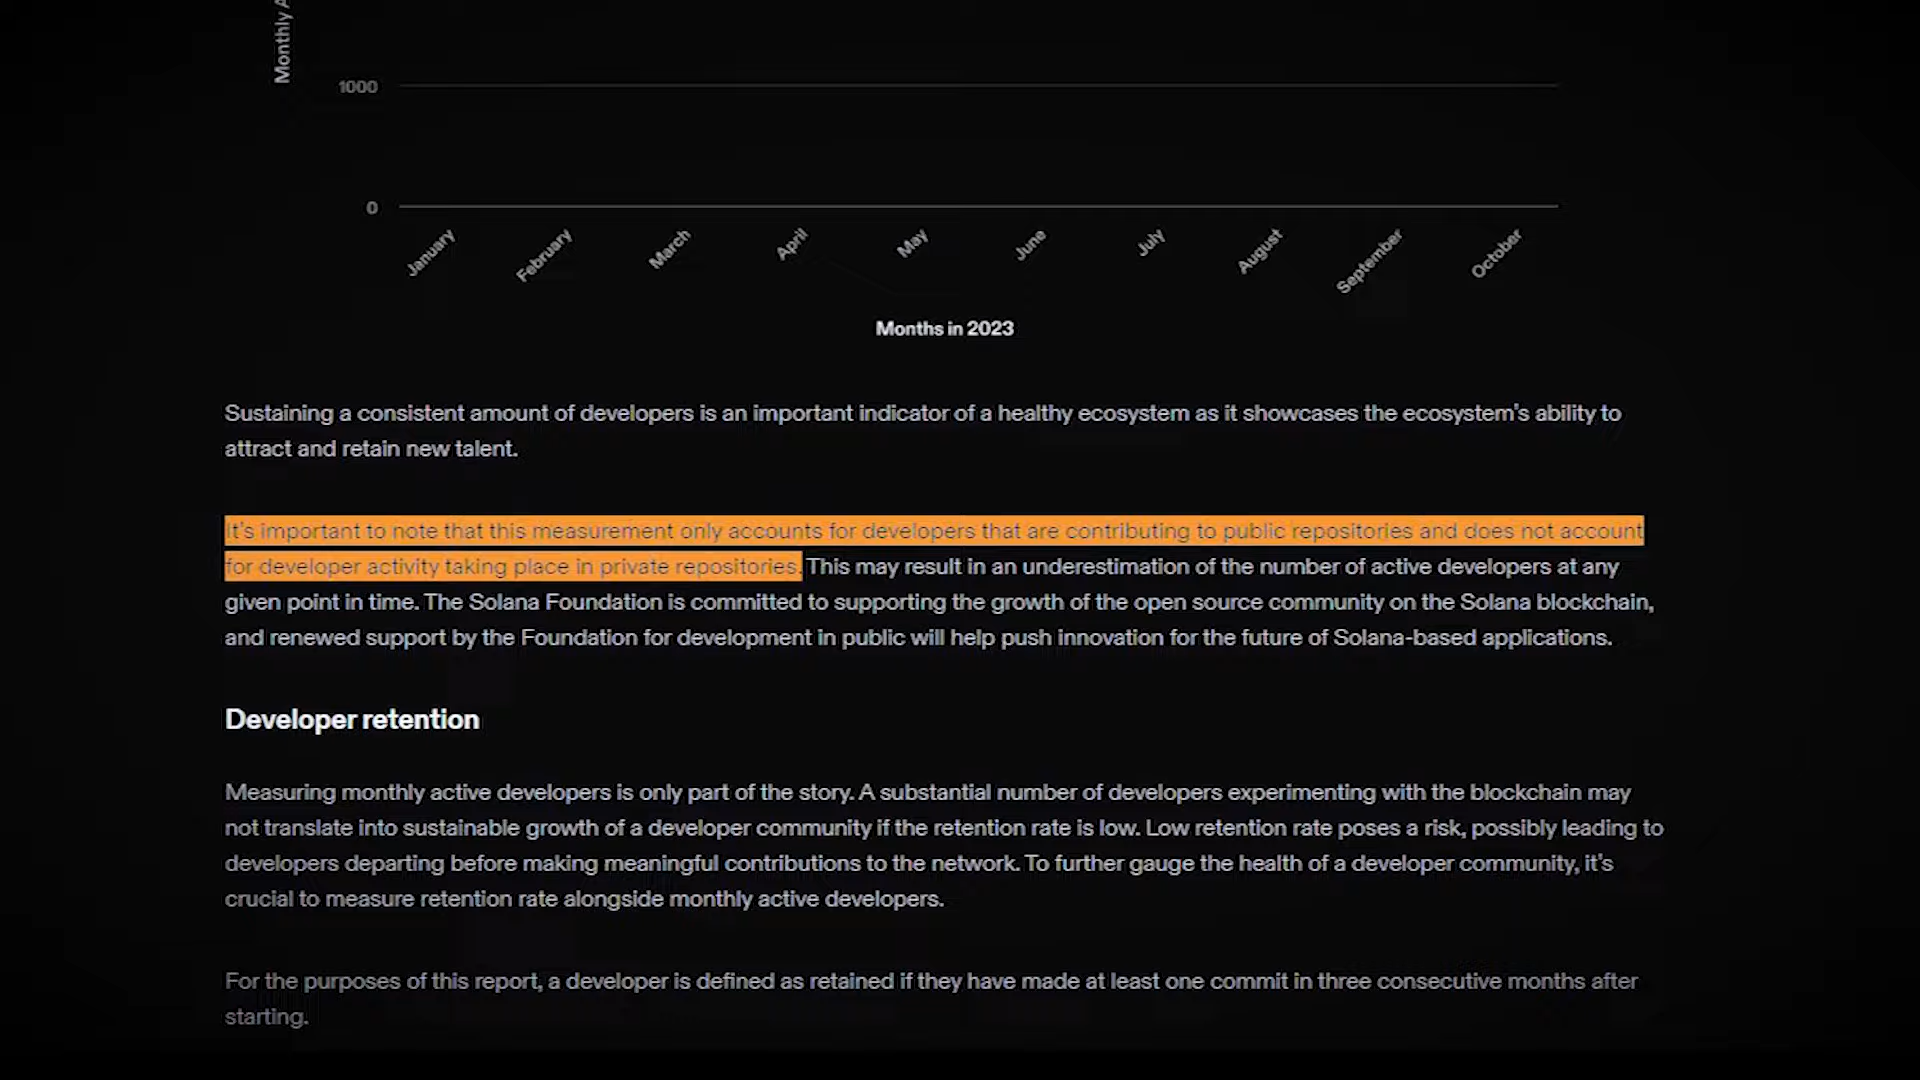 Monthly
1000
0
January
February
March
April
May
June
July
August
September
October
Months in 2023
Sustaining a consistent amount of developers is an important indicator of a healthy ecosystem as it showcases the ecosystem's ability to
attract and retain new talent.
It's important to note that this measurement only accounts for developers that are contributing to public repositories and does not account
for developer activity taking place in private repositories. This may result in an underestimation of the number of active developers at any
given point in time. The Solana Foundation is committed to supporting the growth of the open source community on the Solana blockchain,
and renewed support by the Foundation for development in public will help push innovation for the future of Solana-based applications.
Developer retention
Measuring monthly active developers is only part of the story. A substantial number of developers experimenting with the blockchain may
not translate into sustainable growth of a developer community if the retention rate is low. Low retention rate poses a risk, possibly leading to
developers departing before making meaningful contributions to the network. To further gauge the health of a developer community, it's
crucial to measure retention rate alongside monthly active developers.
For the purposes of this report, a developer is defined as retained if they have made at least one commit in three consecutive months after
starting.